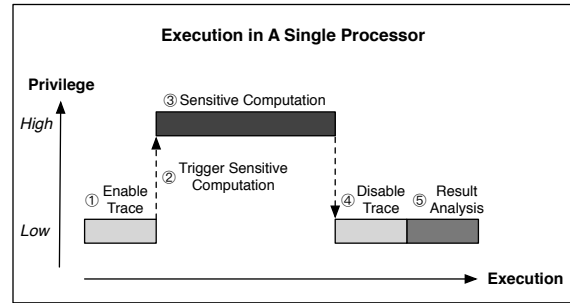 Execution in A Single Processor
Privilege
③ Sensitive Computation
High
② Trigger Sensitive
Computation
① Enable
Trace
④ Disable
Trace
⑤ Result
Analysis
Low
Execution